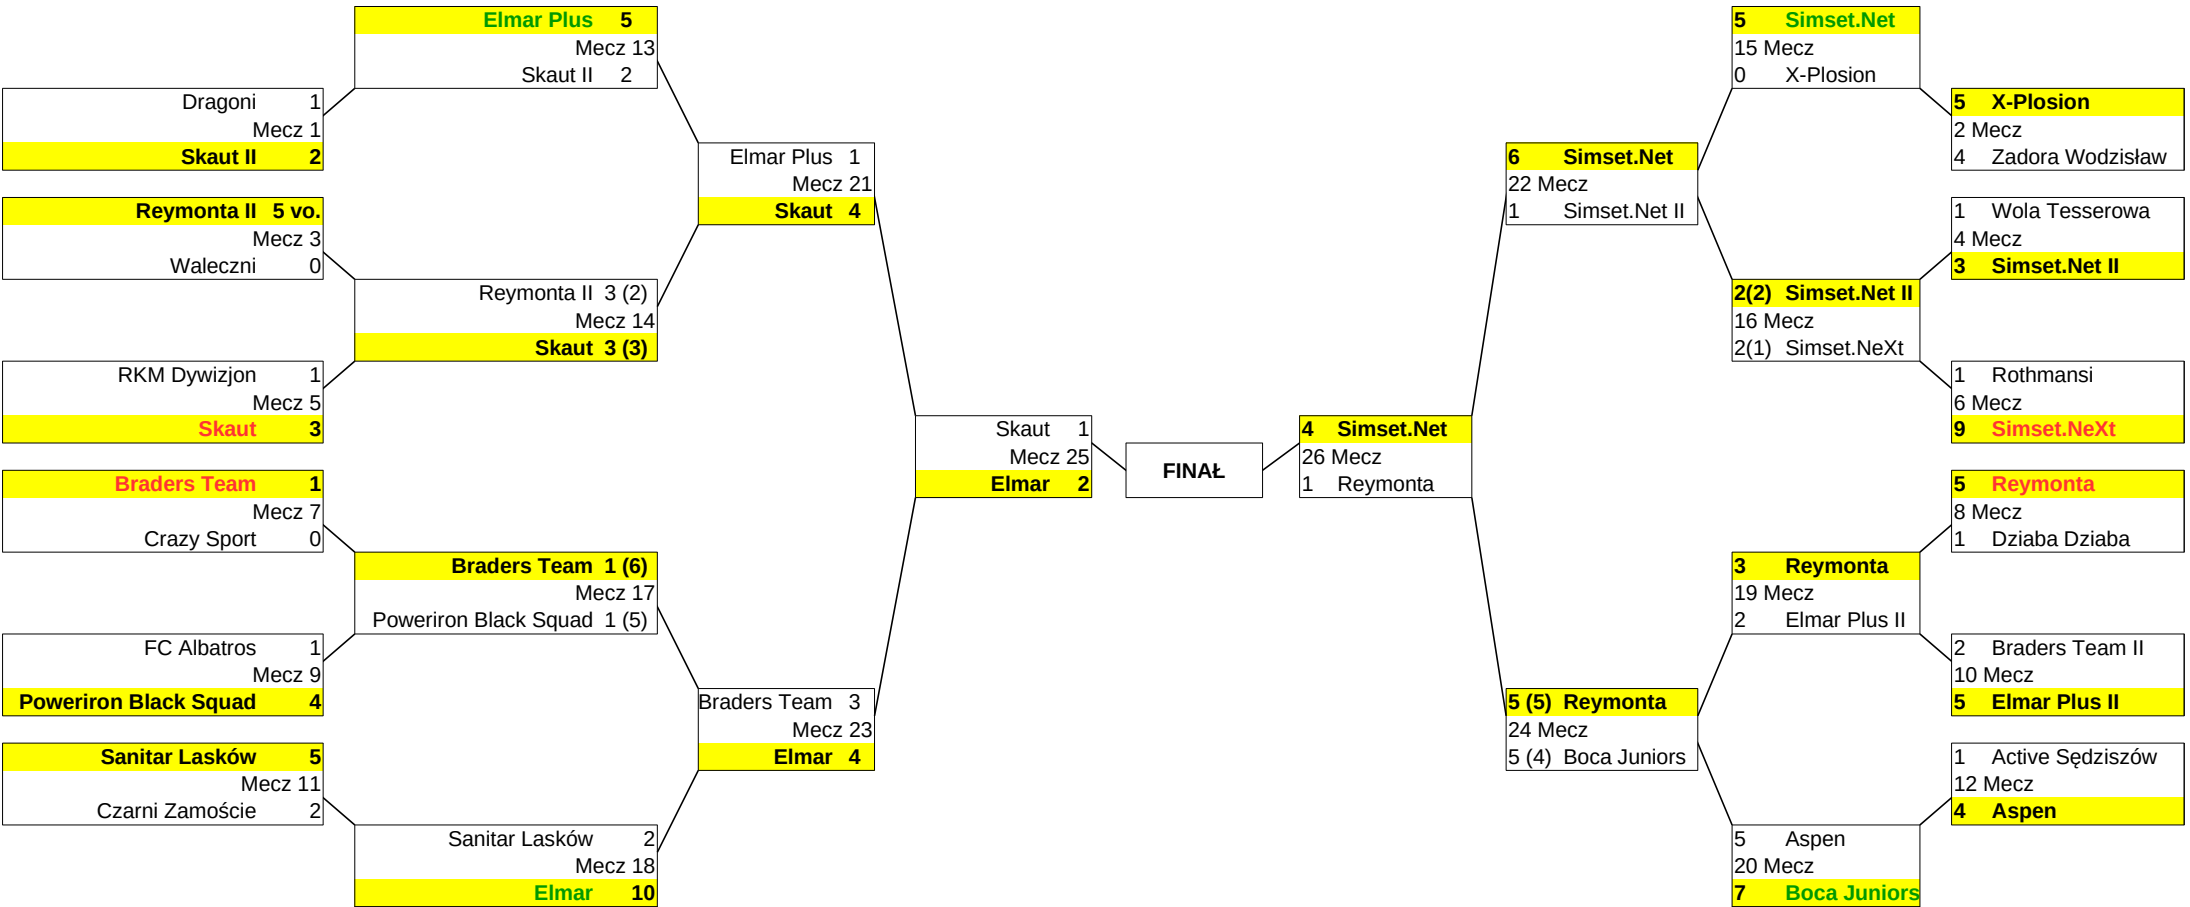 Elmar Plus 5
Mecz 13
Skaut II 2
Dragoni 1
Mecz 1
Skaut II 2
Reymonta II 5 vo.
Mecz 3
Waleczni 0
Reymonta II 3 (2)
Mecz 14
Skaut 3 (3)
RKM Dywizjon 1
Mecz 5
Skaut 3
Elmar Plus 1
Mecz 21
Skaut 4
Braders Team 1
Mecz 7
Crazy Sport 0
Braders Team 1 (6)
Mecz 17
Poweriron Black Squad 1 (5)
FC Albatros 1
Mecz 9
Poweriron Black Squad 4
Braders Team 3
Mecz 23
Elmar 4
Sanitar Lasków 5
Mecz 11
Czarni Zamoście 2
Sanitar Lasków 2
Mecz 18
Elmar 10
Skaut 1
Mecz 25
Elmar 2
FINAŁ
4 Simset.Net
26 Mecz
1 Reymonta
6 Simset.Net
22 Mecz
1 Simset.Net II
5 (5) Reymonta
24 Mecz
5 (4) Boca Juniors
5 Simset.Net
15 Mecz
0 X-Plosion
2(2) Simset.Net II
16 Mecz
2(1) Simset.NeXt
3 Reymonta
19 Mecz
2 Elmar Plus II
5 Aspen
20 Mecz
7 Boca Juniors
5 X-Plosion
2 Mecz
4 Zadora Wodzisław
1 Wola Tesserowa
4 Mecz
3 Simset.Net II
1 Rothmansi
6 Mecz
9 Simset.NeXt
5 Reymonta
8 Mecz
1 Dziaba Dziaba
2 Braders Team II
10 Mecz
5 Elmar Plus II
1 Active Sędziszów
12 Mecz
4 Aspen